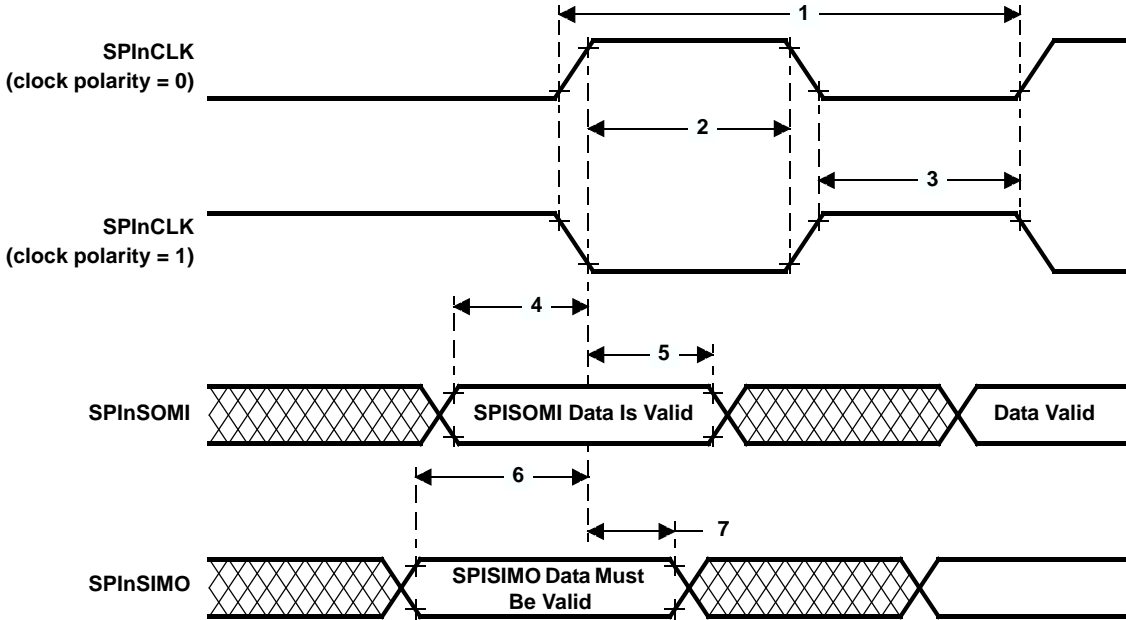 1
SPInCLK
(clock polarity = 0)
2
3
SPInCLK
(clock polarity = 1)
4
5
SPInSOMI
SPISOMI Data Is Valid
Data Valid
6
7
SPInSIMO
SPISIMO Data Must
Be Valid